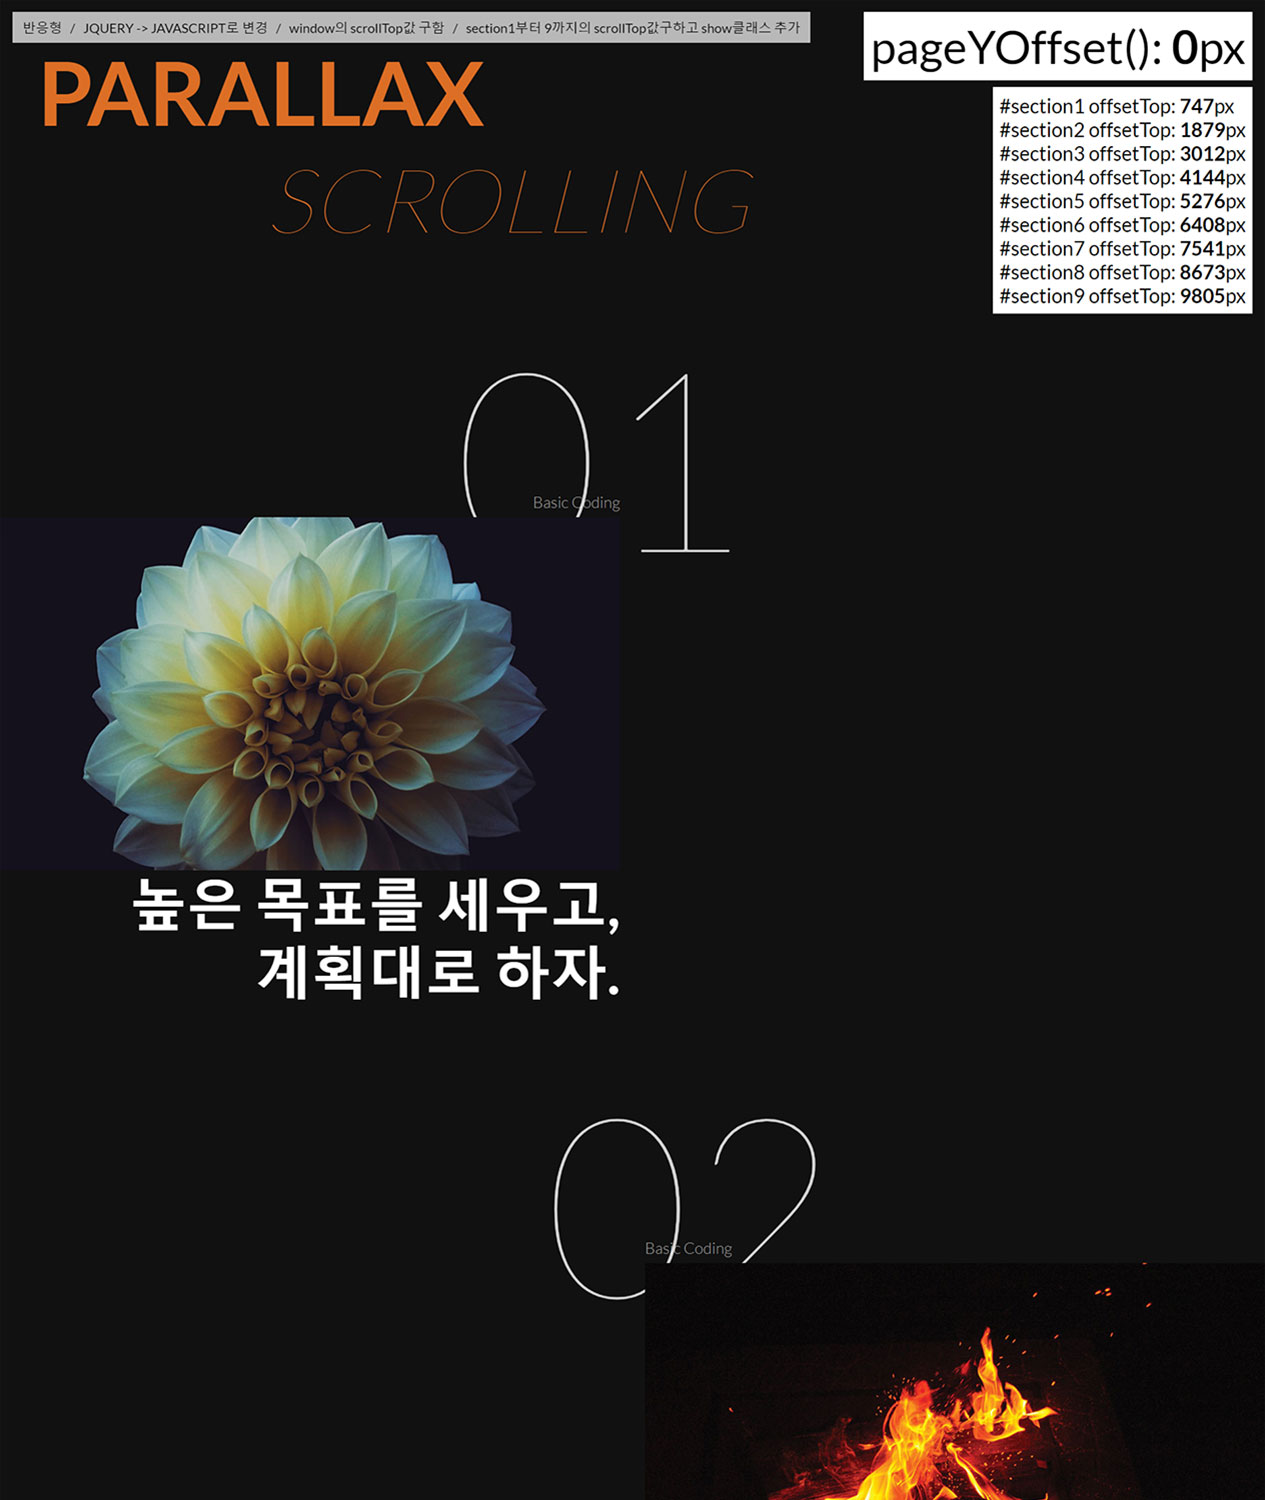 반응형 / JQUERY -> JAVASCRIPT로 변경 / window의 scrollTop값 구함 / section1부터 9까지의 scrollTop값구하고 show클래스 추가
pageYOffset(): 0px
PARALLAX
SCROLLING
#section1 offsetTop: 747px
#section2 offsetTop: 1879px
#section3 offsetTop: 3012px
#section4 offsetTop: 4144px
#section5 offsetTop: 5276px
#section6 offsetTop: 6408px
#section7 offsetTop: 7541px
#section8 offsetTop: 8673px
#section9 offsetTop: 9805px
01
Basic Coding
높은 목표를 세우고,
계획대로 하자.
02
Basic Coding